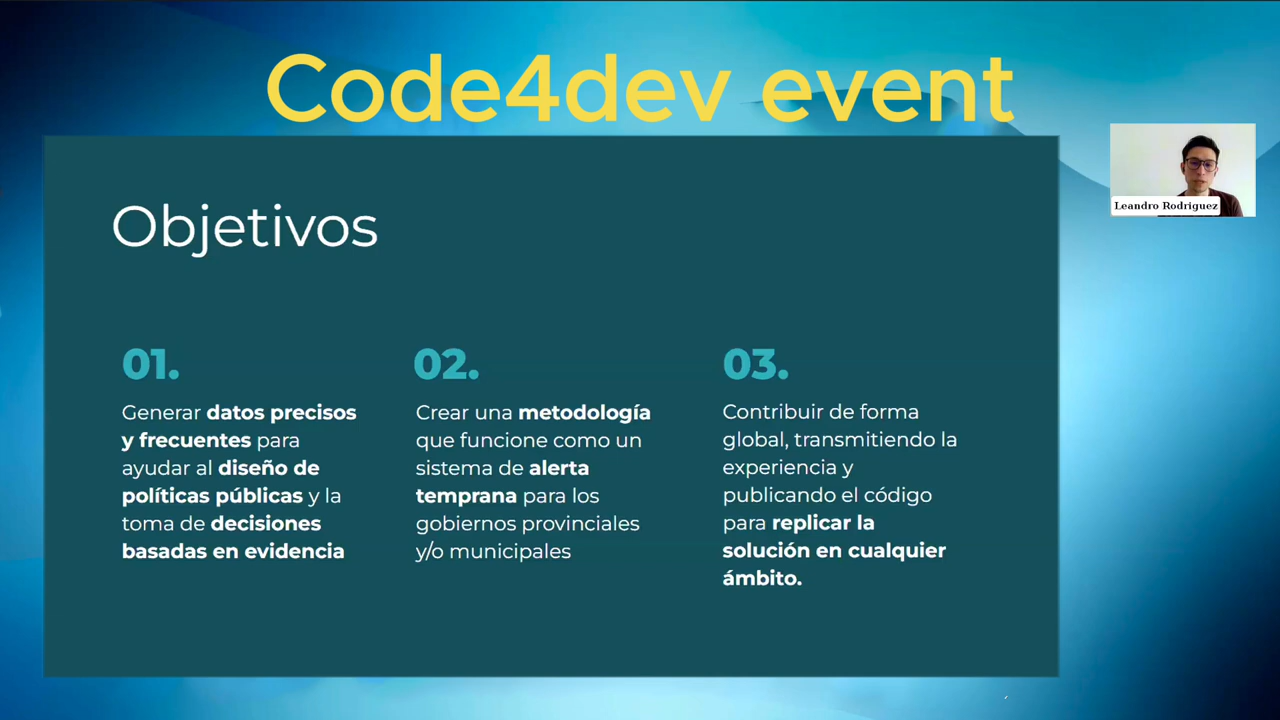 Code4dev event
Leandro Rodriguez
Objetivos
01.
Generar datos precisos
y frecuentes para
ayudar al diseño de
políticas públicas y la
toma de decisiones
basadas en evidencia
02.
Crear una metodología
que funcione como un
sistema de alerta
temprana para los
gobiernos provinciales
y/o municipales
03.
Contribuir de forma
global, transmitiendo la
experiencia y
publicando el código
para replicar la
solución en cualquier
ámbito.